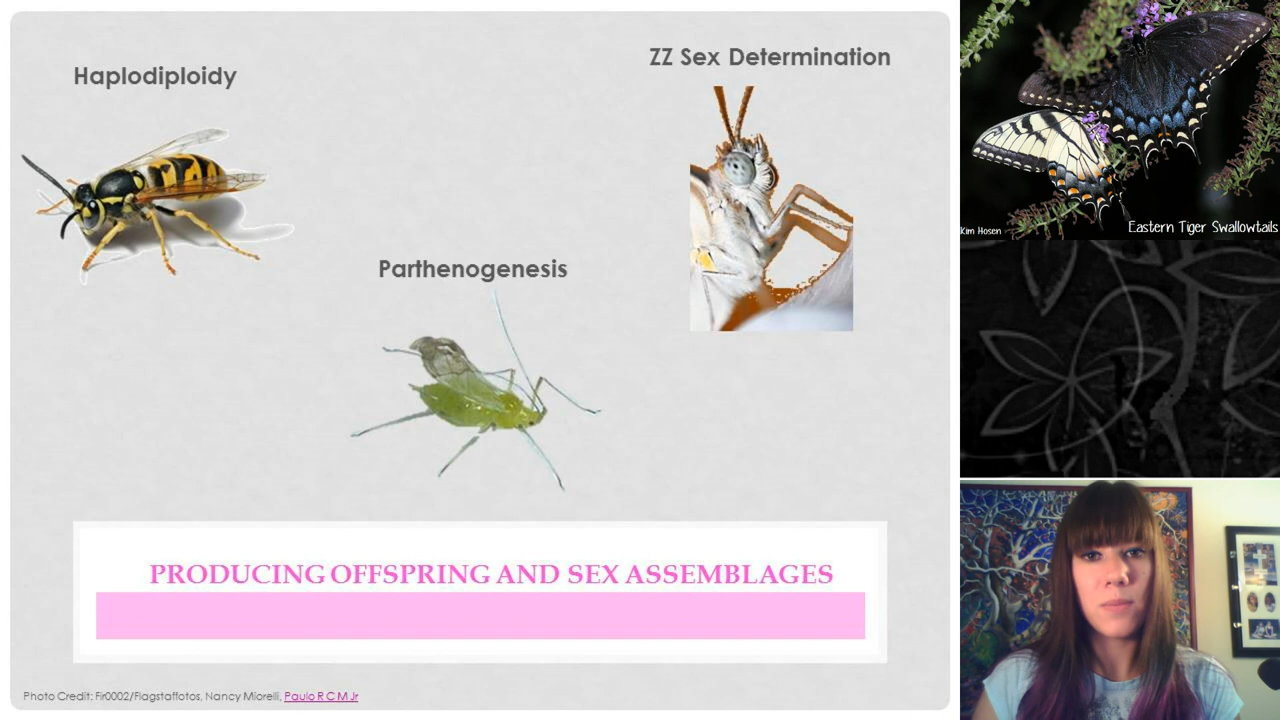 Haplodiploidy
ZZ Sex Determination
Parthenogenesis
PRODUCING OFFSPRING AND SEX ASSEMBLAGES
Photo Credit: Fir0002/Flagstaffotos, Nancy Miorelli, Paulo R C M Jr
Kim Hosen
Eastern Tiger Swallowtails